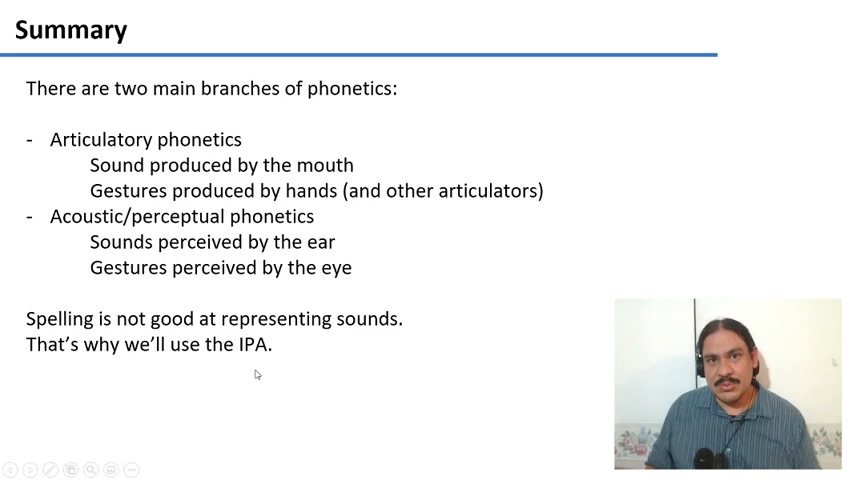 Summary
There are two main branches of phonetics:
- Articulatory phonetics
Sound produced by the mouth
Gestures produced by hands (and other articulators)
- Acoustic/perceptual phonetics
Sounds perceived by the ear
Gestures perceived by the eye
Spelling is not good at representing sounds.
That's why we'll use the IPA.